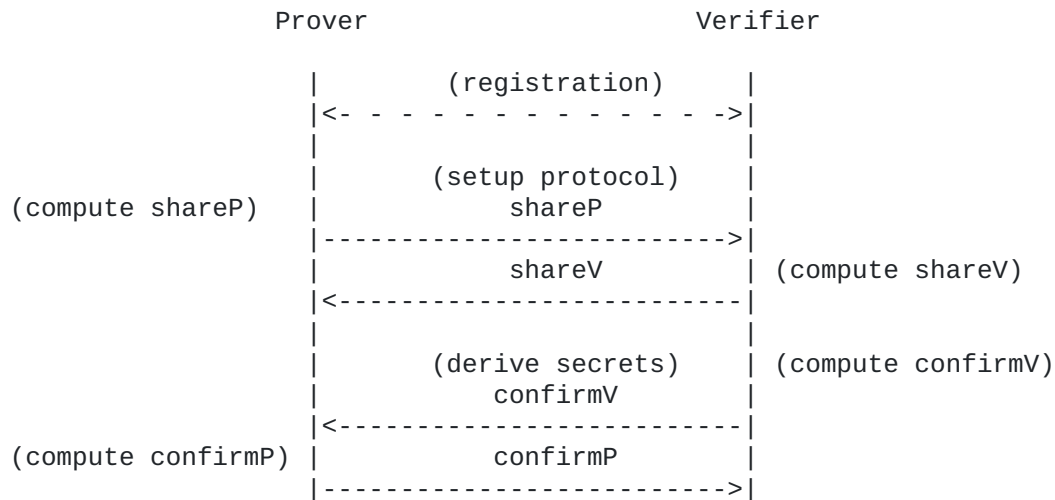 Prover Verifier
| (registration) |
|<- - - - - - - - - - - - ->|
| |
| (setup protocol) |
(compute shareP) | shareP |
|-------------------------->|
| shareV | (compute shareV)
|<--------------------------|
| |
| (derive secrets) | (compute confirmV)
| confirmV |
|<--------------------------|
(compute confirmP) | confirmP |
|-------------------------->|